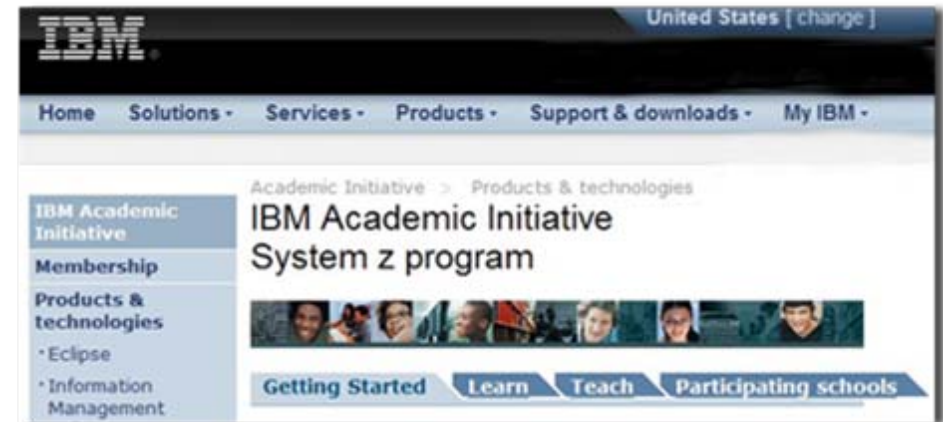 United States [ change ]
IBM.
Home Solutions Services Products Support & downloads My IBM
Academic Initiative > Products & technologies
IBM Academic Initiative
System z program
IBM Academic
Initiative
Membership
Products &
technologies
Eclipse
Information
Management
Getting Started Learn Teach Participating schools